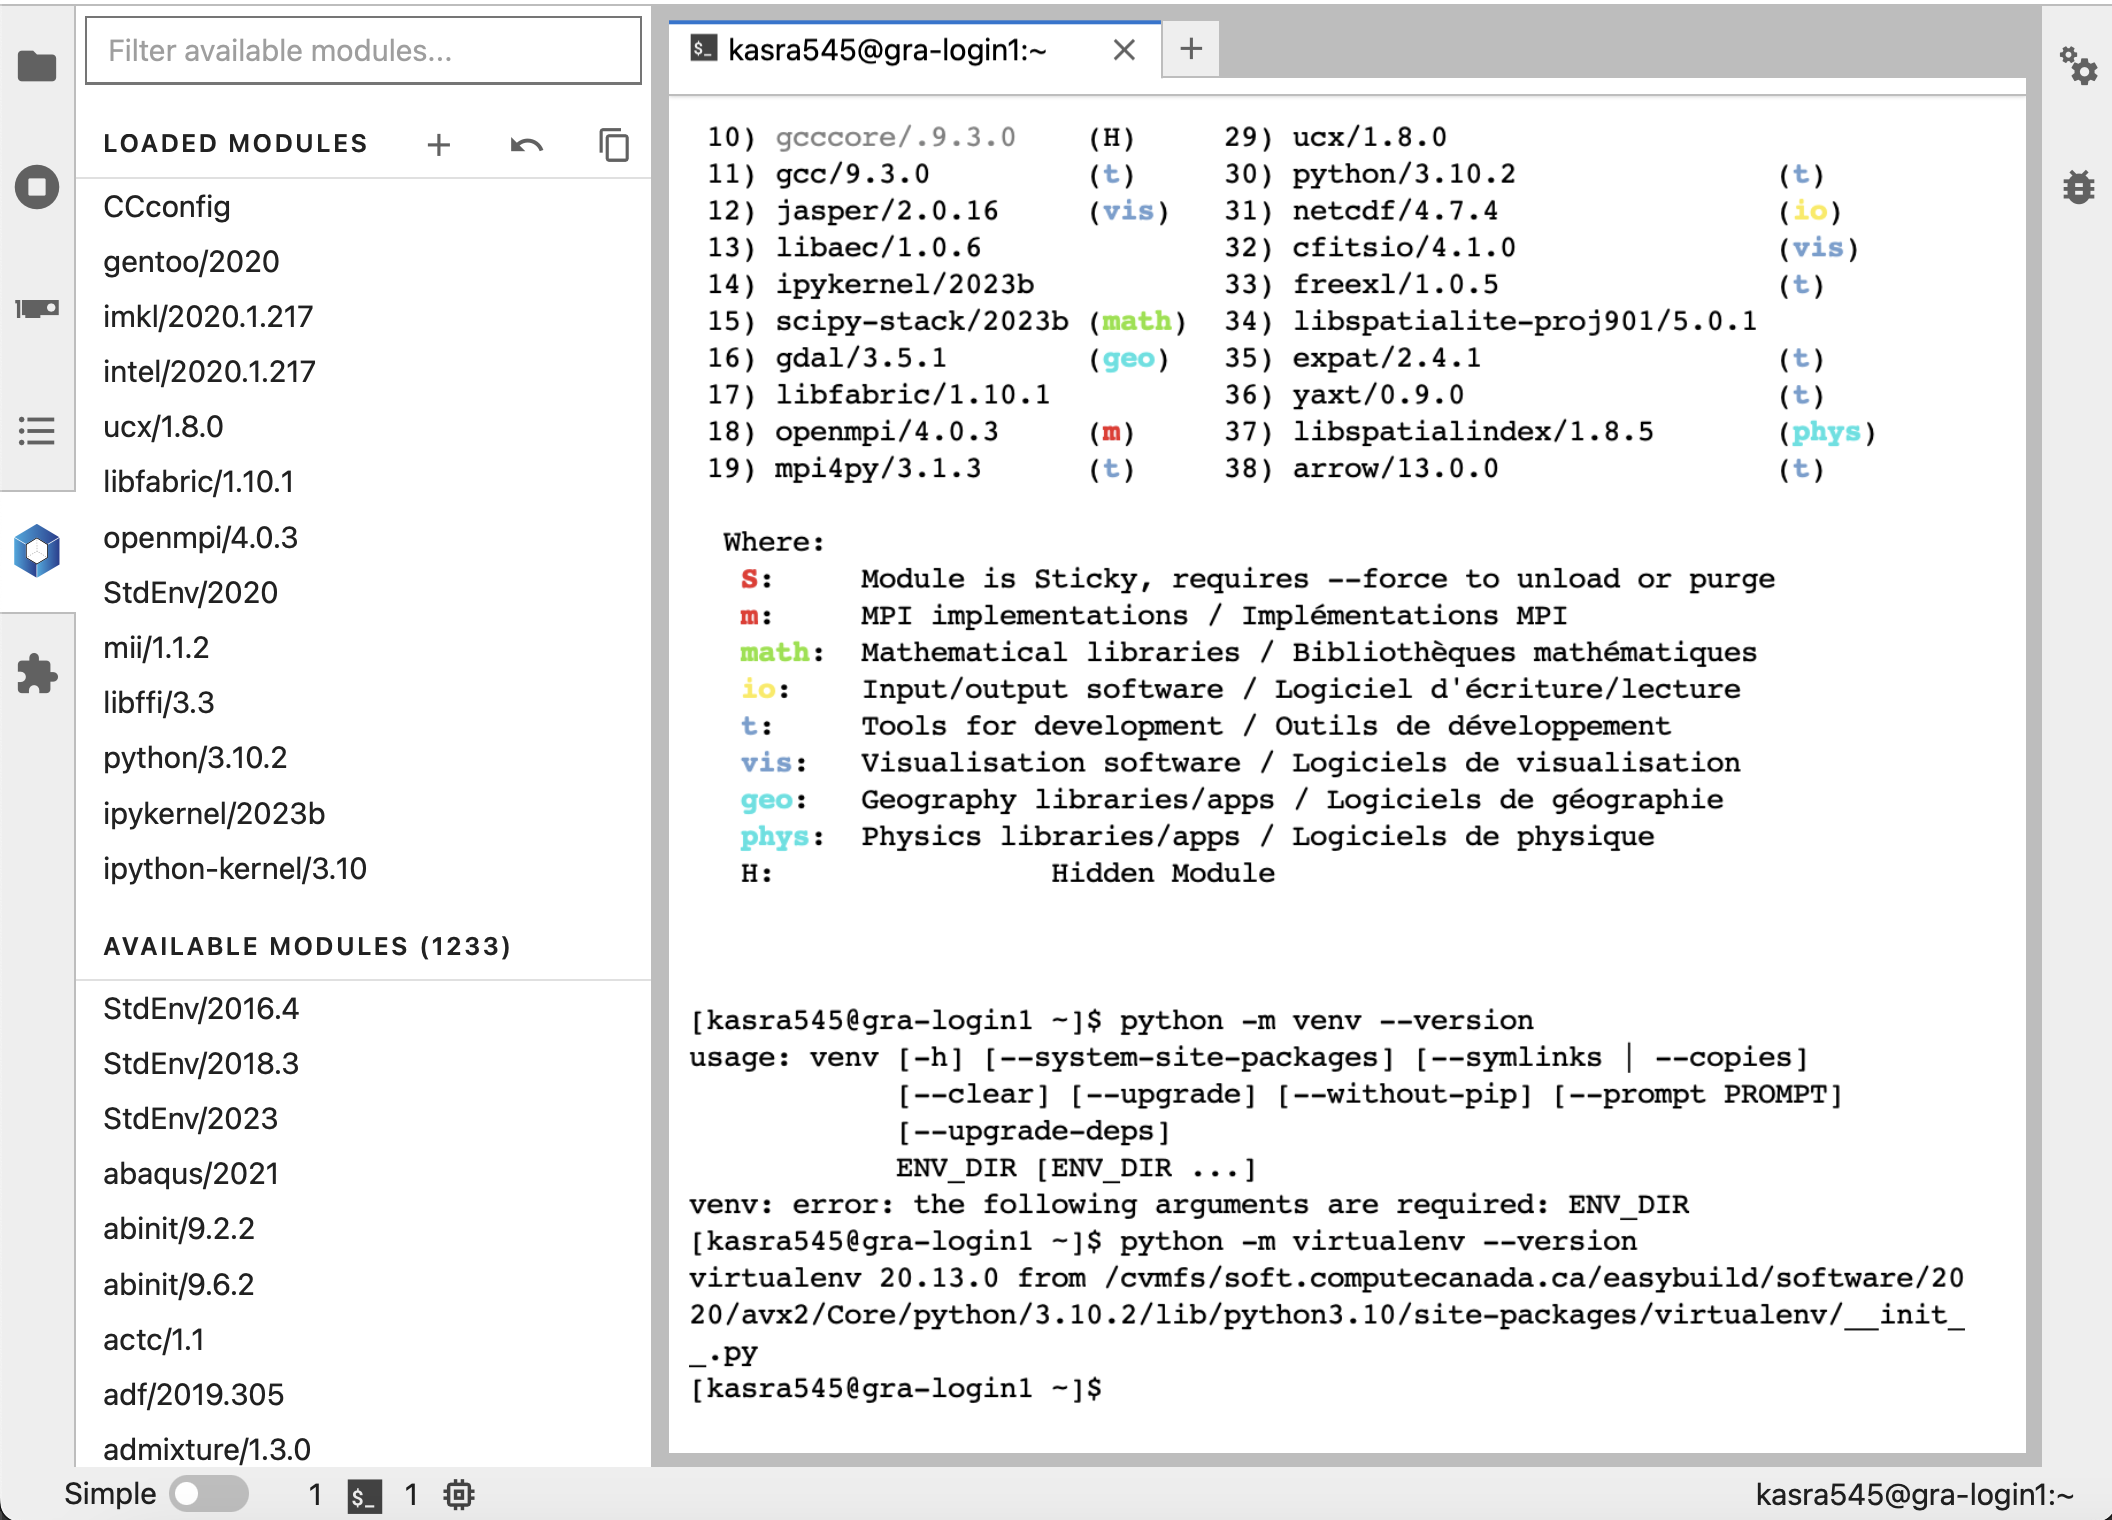 Filter available modules...
LOADED MODULES
CCconfig
gentoo/2020
imkl/2020.1.217
intel/2020.1.217
ucx/1.8.0
libfabric/1.10.1
openmpi/4.0.3
StdEnv/2020
mii/1.1.2
libffi/3.3
python/3.10.2
ipykernel/2023b
ipython-kernel/3.10
AVAILABLE MODULES (1233)
StdEnv/2016.4
StdEnv/2018.3
StdEnv/2023
abaqus/2021
abinit/9.2.2
abinit/9.6.2
actc/1.1
adf/2019.305
admixture/1.3.0
$_ kasra545@gra-login1:~
10) gcccore/.9.3.0 (H) 29) ucx/1.8.0
11) gcc/9.3.0 (t) 30) python/3.10.2 (t)
12) jasper/2.0.16 (vis) 31) netcdf/4.7.4 (io)
13) libaec/1.0.6 32) cfitsio/4.1.0 (vis)
14) ipykernel/2023b 33) freexl/1.0.5 (t)
15) scipy-stack/2023b (math) 34) libspatialite-proj901/5.0.1
16) gdal/3.5.1 (geo) 35) expat/2.4.1 (t)
17) libfabric/1.10.1 36) yaxt/0.9.0 (t)
18) openmpi/4.0.3 (m) 37) libspatialindex/1.8.5 (phys)
19) mpi4py/3.1.3 (t) 38) arrow/13.0.0 (t)
Where:
S: Module is Sticky, requires --force to unload or purge
m: MPI implementations / Implémentations MPI
math: Mathematical libraries / Bibliothèques mathématiques
io: Input/output software / Logiciel d'écriture/lecture
t: Tools for development / Outils de développement
vis: Visualisation software / Logiciels de visualisation
geo: Geography libraries/apps / Logiciels de géographie
phys: Physics libraries/apps / Logiciels de physique
H: Hidden Module
[kasra545@gra-login1 ~]$ python -m venv --version
usage: venv [-h] [--system-site-packages] [--symlinks | --copies]
[--clear] [--upgrade] [--without-pip] [--prompt PROMPT]
[--upgrade-deps]
ENV_DIR [ENV_DIR ...]
venv: error: the following arguments are required: ENV_DIR
[kasra545@gra-login1 ~]$ python -m virtualenv --version
virtualenv 20.13.0 from /cvmfs/soft.computecanada.ca/easybuild/software/20
20/avx2/Core/python/3.10.2/lib/python3.10/site-packages/virtualenv/__init_
_.py
[kasra545@gra-login1 ~]$
Simple 1 $_ 1 kasra545@gra-login1:~